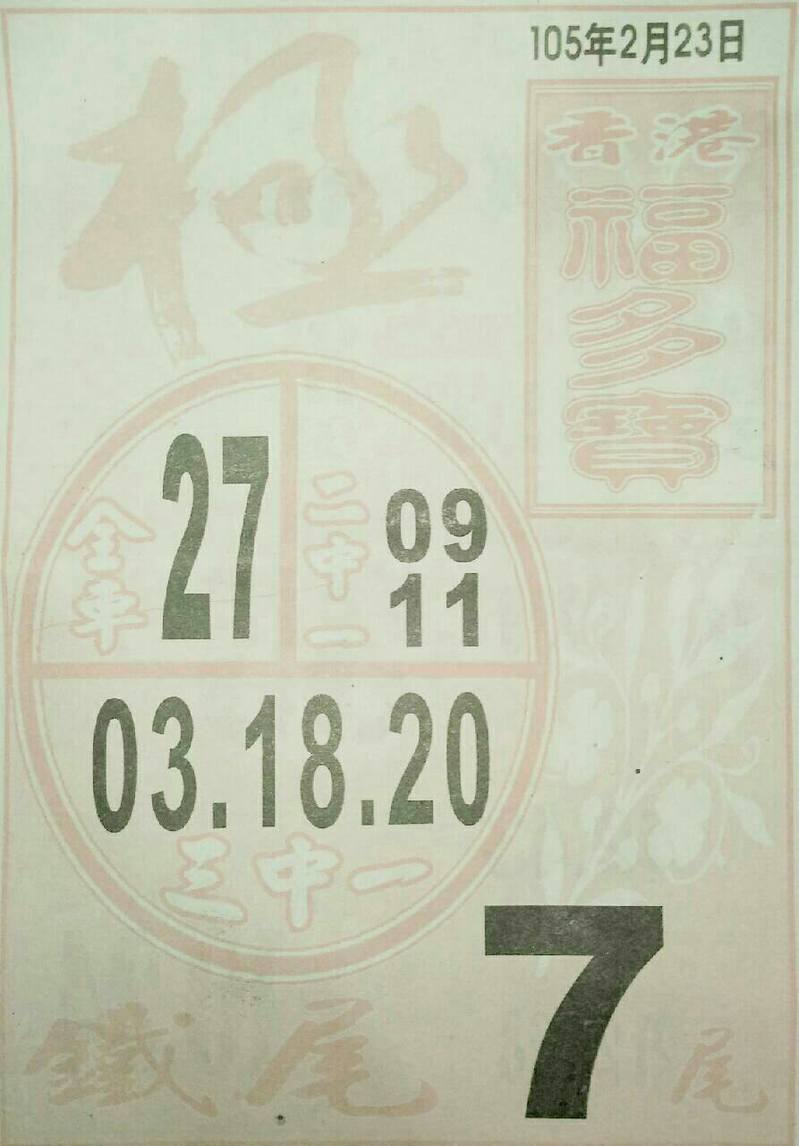 105年2月23日
極
香港
福多寶
全車
27
二中一
09
11
03.18.20
三中一
鐵尾
7
尾